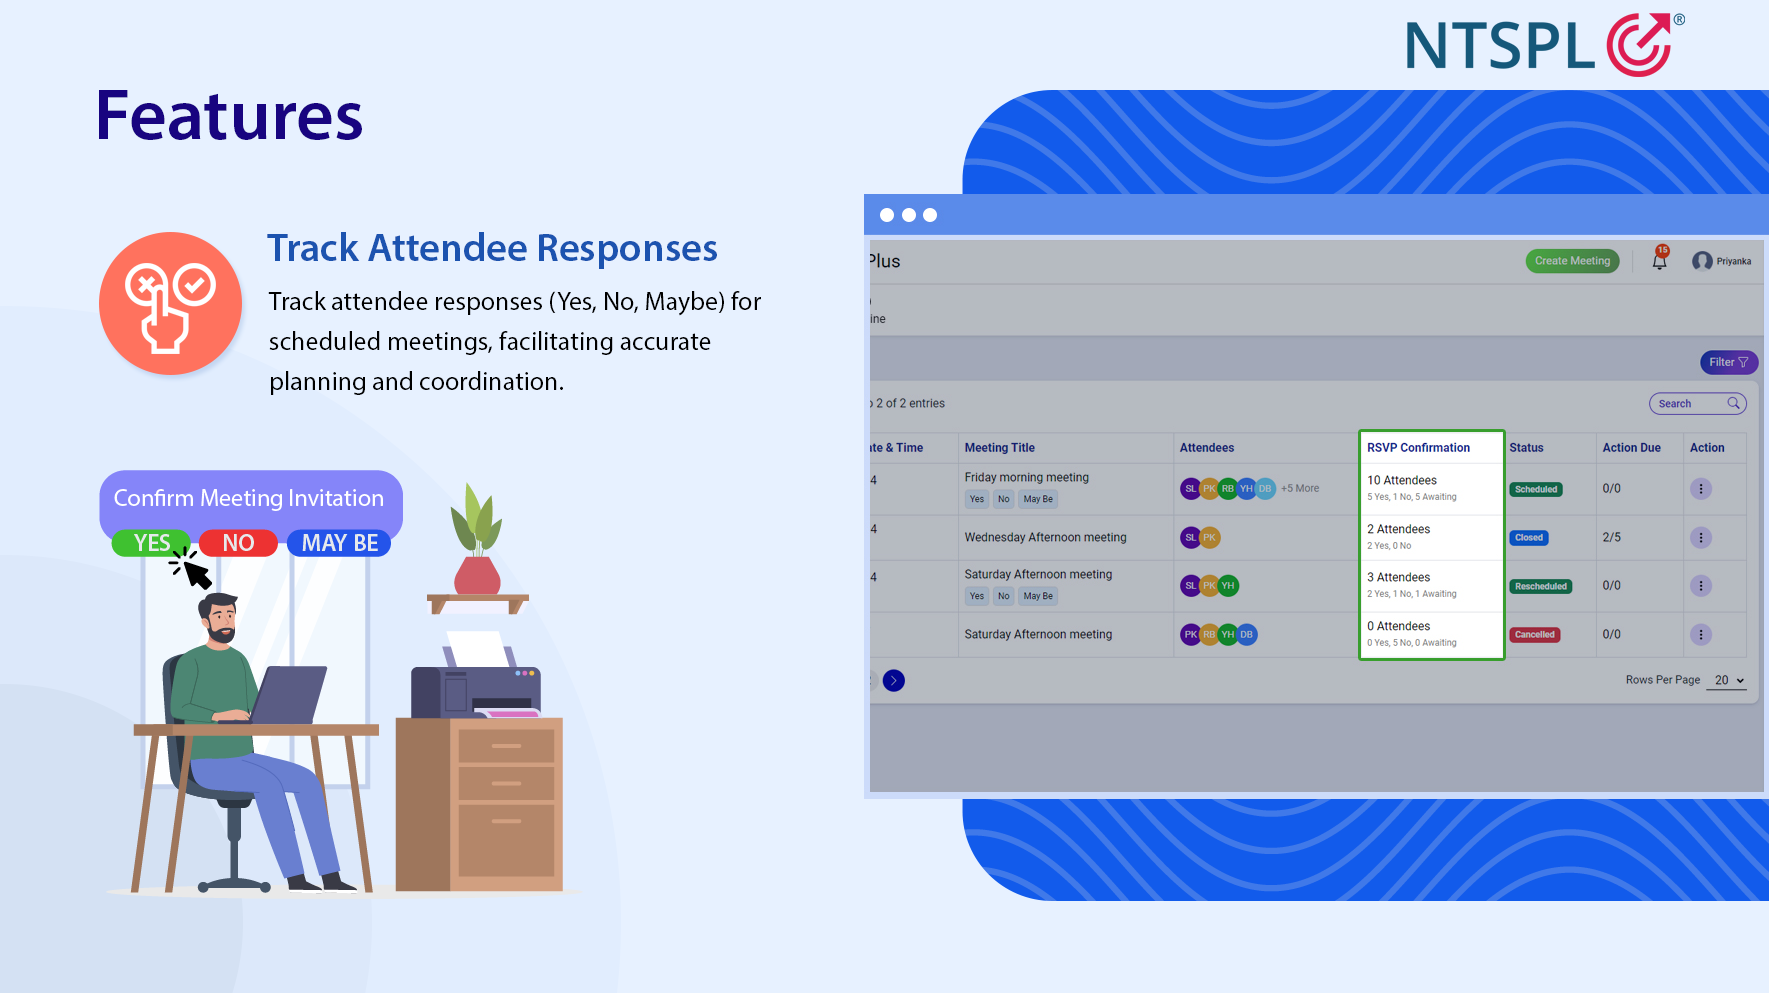 NTSPL®
Features
Track Attendee Responses
Track attendee responses (Yes, No, Maybe) for
scheduled meetings, facilitating accurate
planning and coordination.
Confirm Meeting Invitation
YES NO MAY BE
Plus
Create Meeting
15
Priyanka
ine
Filter
2 of 2 entries
Search
te & Time Meeting Title Attendees RSVP Confirmation Status Action Due Action
4 Friday morning meeting SL PK RB YH DB +5 More 10 Attendees Scheduled 0/0
Yes No May Be 5 Yes, 1 No, 5 Awaiting
4 Wednesday Afternoon meeting SL PK 2 Attendees Closed 2/5
2 Yes, 0 No
4 Saturday Afternoon meeting SL PK YH 3 Attendees Rescheduled 0/0
Yes No May Be 2 Yes, 1 No, 1 Awaiting
Saturday Afternoon meeting PK RB YH DB 0 Attendees Cancelled 0/0
0 Yes, 5 No, 0 Awaiting
Rows Per Page 20